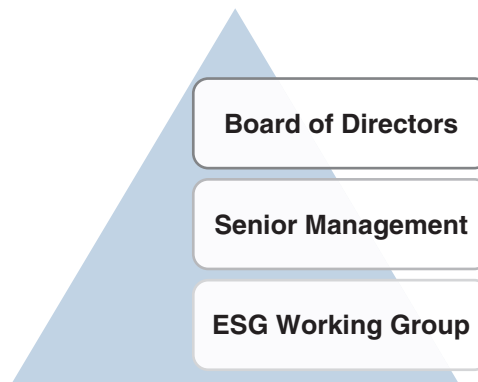 Board of Directors
Senior Management
ESG Working Group